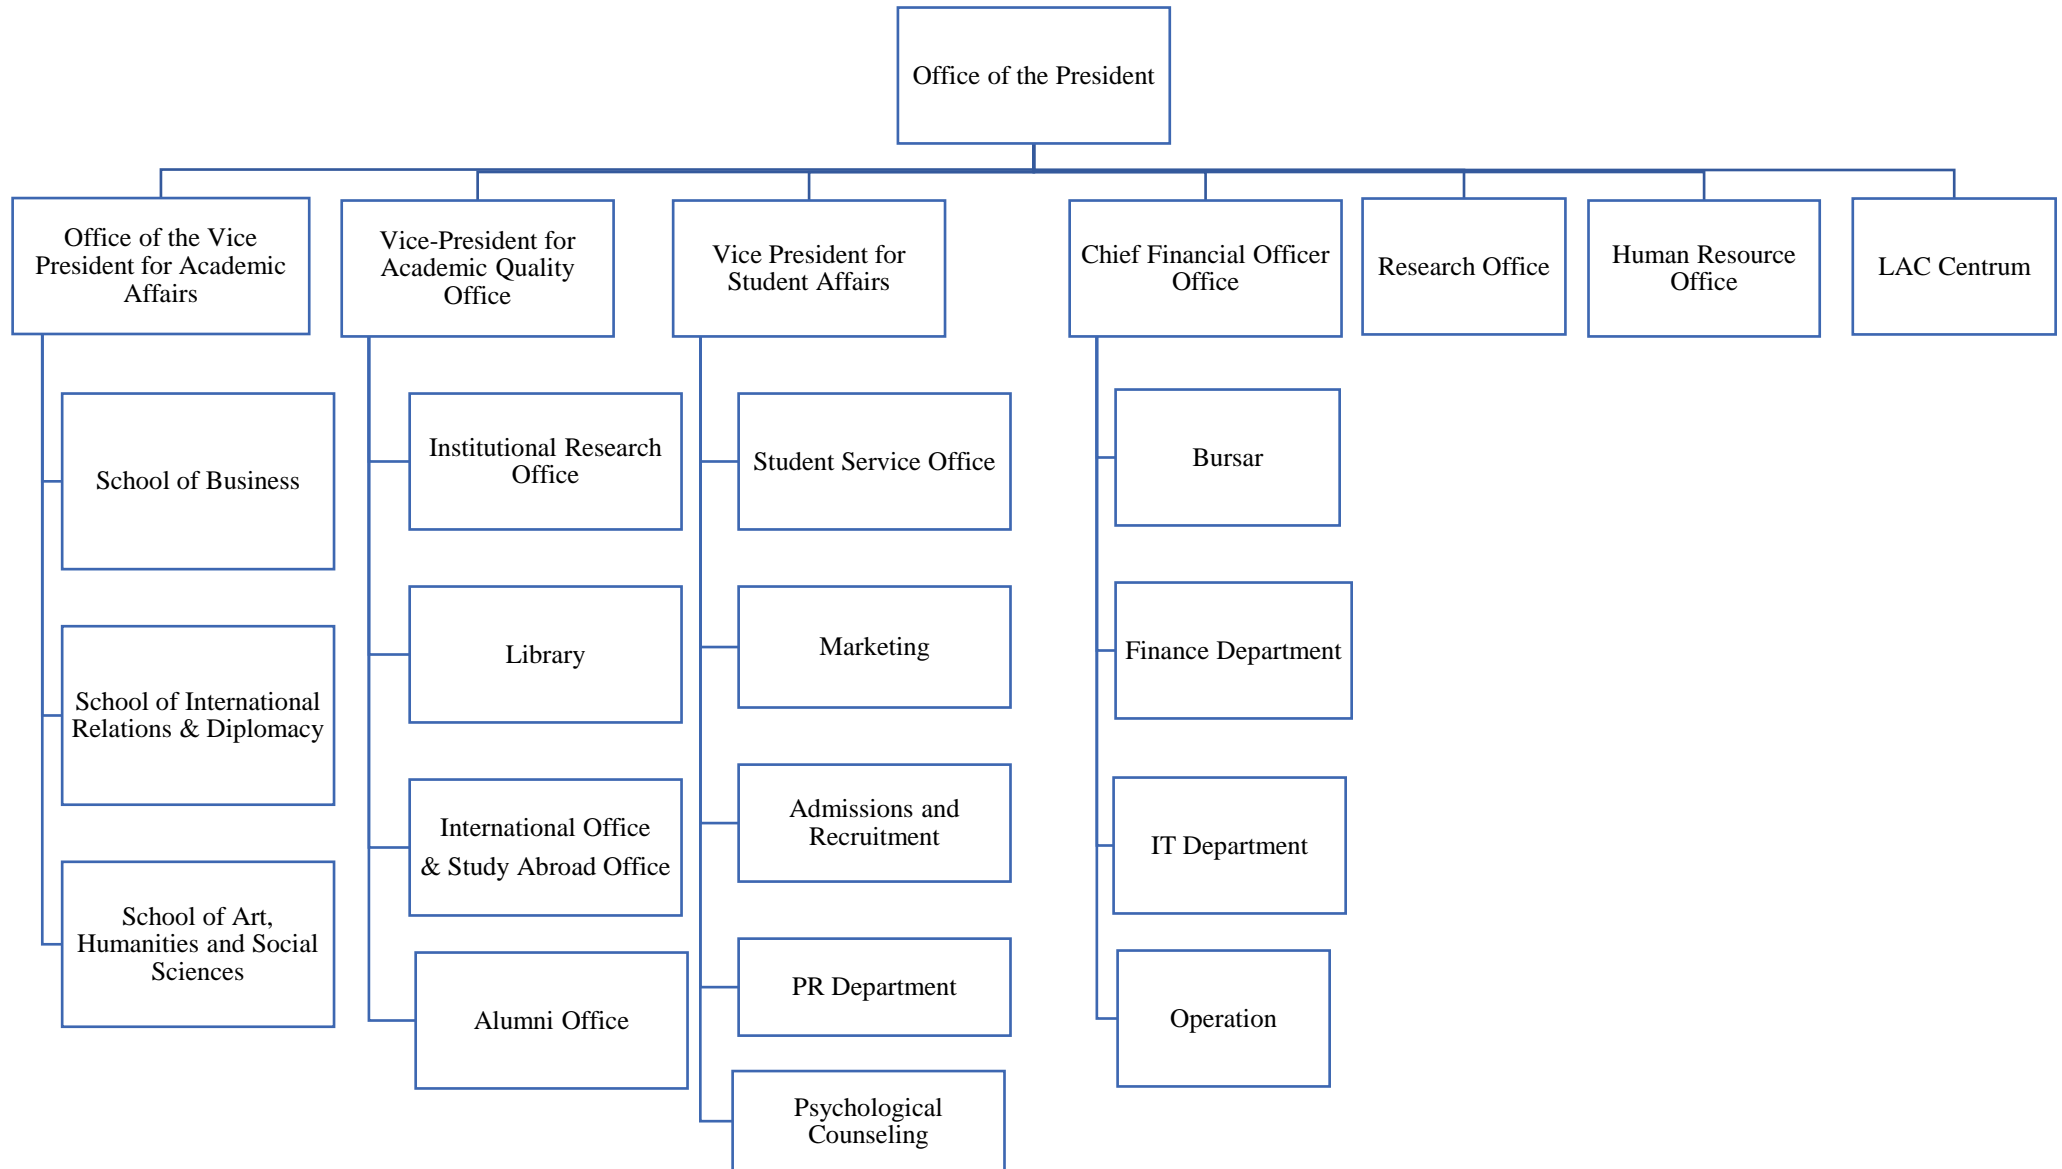 Office of the President
Office of the Vice
President for Academic
Affairs
Vice-President for
Academic Quality
Office
Vice President for
Student Affairs
Chief Financial Officer
Office
Research Office
Human Resource
Office
LAC Centrum
School of Business
School of International
Relations & Diplomacy
School of Art,
Humanities and Social
Sciences
Institutional Research
Office
Library
International Office
& Study Abroad Office
Alumni Office
Student Service Office
Marketing
Admissions and
Recruitment
PR Department
Psychological
Counseling
Bursar
Finance Department
IT Department
Operation